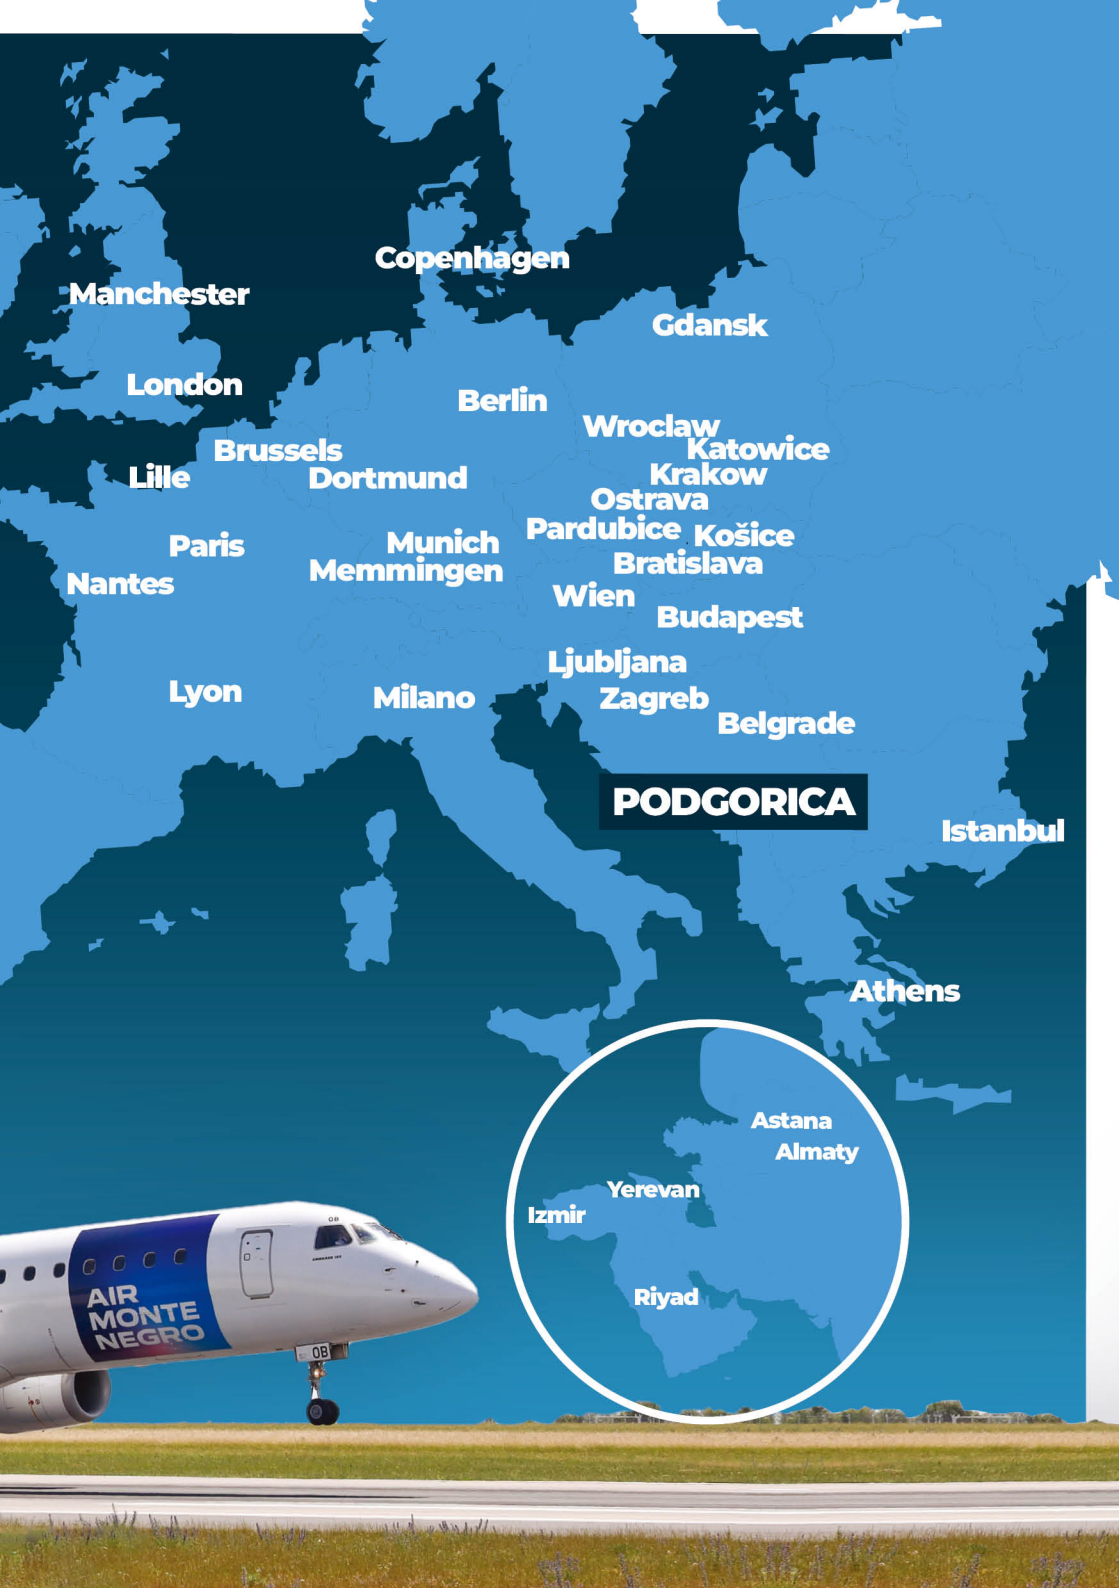 Copenhagen
Manchester
Gdansk
London
Berlin
Wroclaw
Brussels
Katowice
Lille
Dortmund
Krakow
Ostrava
Pardubice
Košice
Paris
Munich
Bratislava
Memmingen
Nantes
Wien
Budapest
Ljubljana
Lyon
Milano
Zagreb
Belgrade
PODGORICA
Istanbul
Athens
Astana
Almaty
Yerevan
Izmir
Riyad
OB
AIR
MONTE
NEGRO
OB